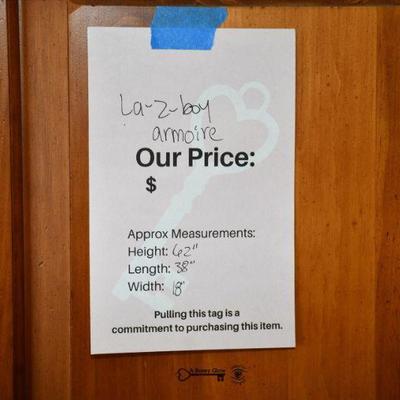 La-z-boy
armoire
Our Price:
$
Approx Measurements:
Height: 62"
Length: 38"
Width: 18"
Pulling this tag is a
commitment to purchasing this item.